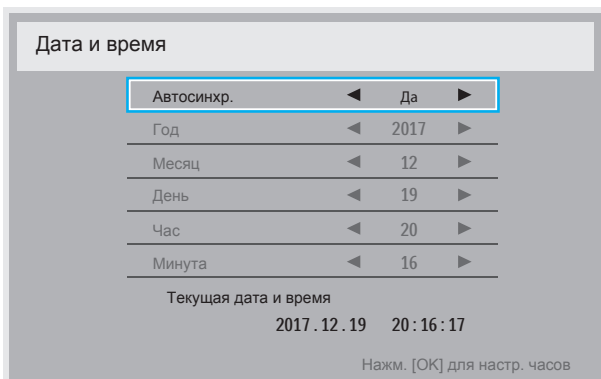 Дата и время
Автосинхр. ◀ Да ▶
Год ◀ 2017 ▶
Месяц ◀ 12 ▶
День ◀ 19 ▶
Час ◀ 20 ▶
Минута ◀ 16 ▶
Текущая дата и время
2017.12.19 20:16:17
Нажм. [OK] для настр. часов